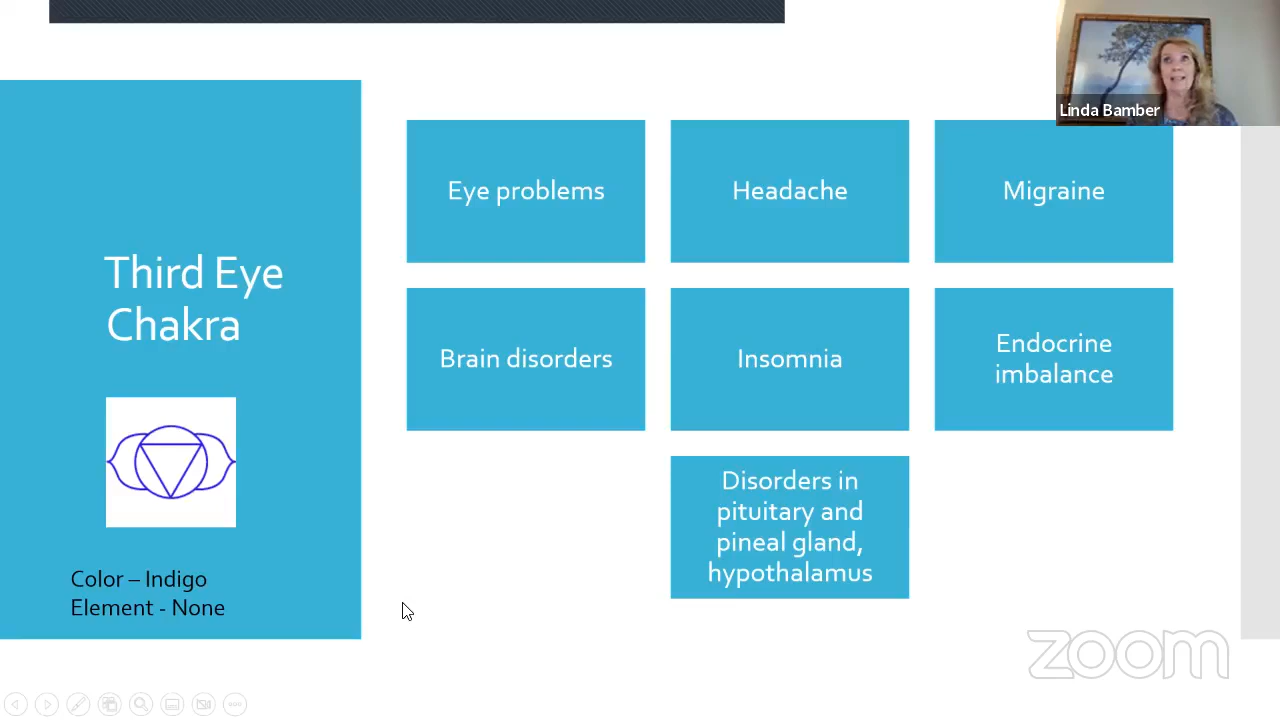 Linda Bamber
Third Eye
Chakra
Color – Indigo
Element - None
Eye problems
Headache
Migraine
Brain disorders
Insomnia
Endocrine
imbalance
Disorders in
pituitary and
pineal gland,
hypothalamus
zoom